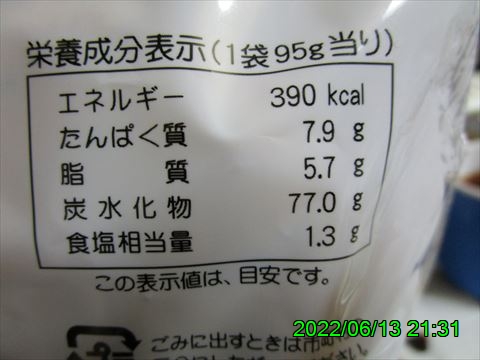 栄養成分表示(1袋95g当り)
エネルギー 390 kcal
たんぱく質 7.9 g
脂 質 5.7 g
炭水化物 77.0 g
食塩相当量 1.3 g
この表示値は、目安です。
ごみに出すときは市
2022/06/13 21:31